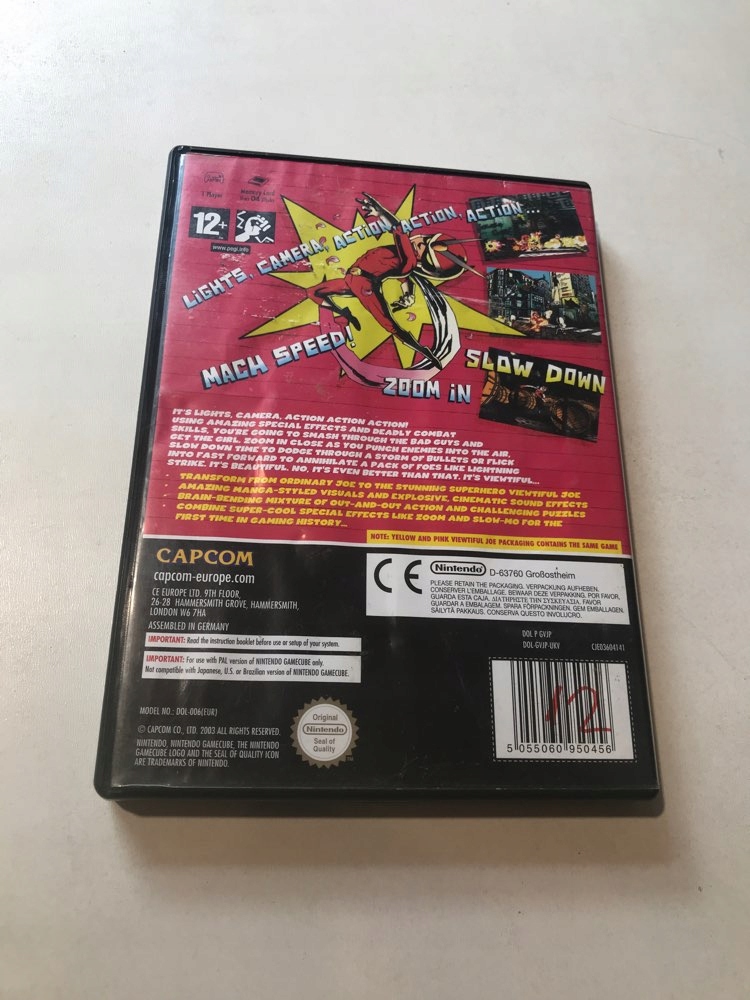 1 Player
Memory Card
12+
www.pegi.info
LIGHTS, CAMERA, ACTION, ACTION, ACTION...
MACH SPEED!
ZOOM IN
SLOW DOWN
IT'S LIGHTS, CAMERA, ACTION ACTION ACTION!
USING AMAZING SPECIAL EFFECTS AND DEADLY COMBAT
SKILLS, YOU'RE GOING TO SMASH THROUGH THE BAD GUYS AND
GET THE GIRL. ZOOM IN CLOSE AS YOU PUNCH ENEMIES INTO THE AIR,
SLOW DOWN TIME TO DODGE THROUGH A STORM OF BULLETS OR FLICK
INTO FAST FORWARD TO ANNIHILATE A PACK OF FOES LIKE LIGHTNING
STRIKE. IT'S BEAUTIFUL. NO, IT'S EVEN BETTER THAN THAT, IT'S VIEWTIFUL...
TRANSFORM FROM ORDINARY JOE TO THE STUNNING SUPERHERO VIEWTIFUL JOE
AMAZING MANGA-STYLED VISUALS AND EXPLOSIVE, CINEMATIC SOUND EFFECTS
BRAIN-BENDING MIXTURE OF OUT-AND-OUT ACTION AND CHALLENGING PUZZLES
COMBINE SUPER-COOL SPECIAL EFFECTS LIKE ZOOM AND SLOW-MO FOR THE
FIRST TIME IN GAMING HISTORY...
NOTE: YELLOW AND PINK VIEWTIFUL JOE PACKAGING CONTAINS THE SAME GAME
CAPCOM
capcom-europe.com
CE EUROPE LTD. 9TH FLOOR,
26-28 HAMMERSMITH GROVE, HAMMERSMITH,
LONDON W6 7HA
ASSEMBLED IN GERMANY
IMPORTANT: Read the instruction booklet before use or setup of your system.
IMPORTANT: For use with PAL version of NINTENDO GAMECUBE only.
Not compatible with Japanese, U.S. or Brazilian version of NINTENDO GAMECUBE.
CE Nintendo D-63760 Großostheim
PLEASE RETAIN THE PACKAGING. VERPACKUNG AUFHEBEN.
CONSERVER L'EMBALLAGE. BEWAAR DEZE VERPAKKING. POR FAVOR,
GUARDA ESTA CAJA. ΔΙΑΤΗΡΗΣΤΕ ΤΗΝ ΣΥΣΚΕΥΑΣΙΑ. FAVOR
GUARDAR A EMBALAGEM. SPARA FÖRPACKNINGEN. GEM EMBALLAGEN.
SÄILYTÄ PAKKAUS. CONSERVA QUESTO INVOLUCRO.
DOL P GVJP
DOL-GVJP-UKV CJE03604141
MODEL NO.: DOL-006(EUR)
© CAPCOM CO., LTD. 2003 ALL RIGHTS RESERVED.
NINTENDO, NINTENDO GAMECUBE, THE NINTENDO
GAMECUBE LOGO AND THE SEAL OF QUALITY ICON
ARE TRADEMARKS OF NINTENDO.
Original
Nintendo
Seal of
Quality
12
5 055060 950456